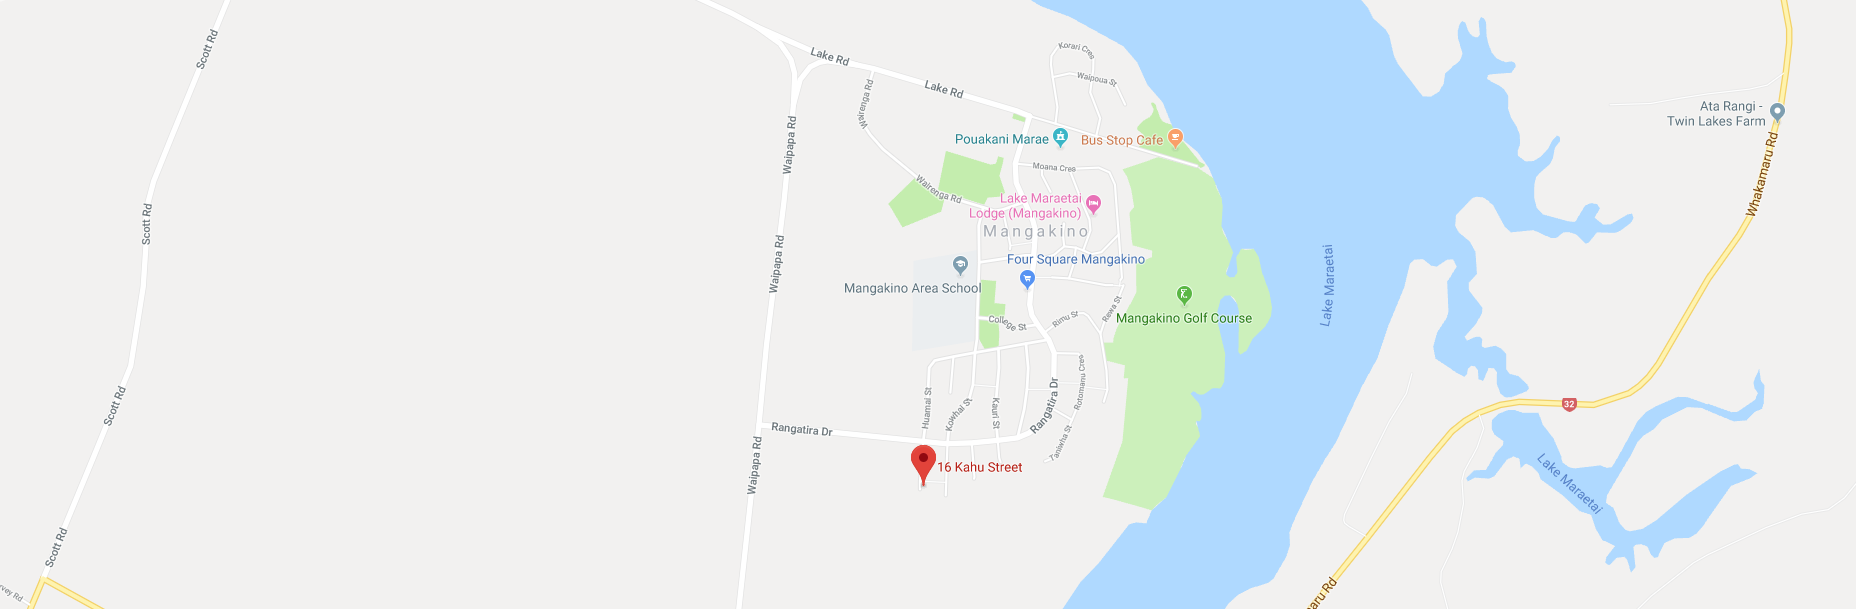 Scott Rd
Lake Rd
Korari Cres
Waipoua St
Lake Rd
Wairenga Rd
Ata Rangi -
Twin Lakes Farm
Pouakani Marae
Bus Stop Cafe
Waipapa Rd
Moana Cres
Whakamaru Rd
Wairenga Rd
Lake Maraetai
Lodge (Mangakino)
Scott Rd
Mangakino
Waipapa Rd
Four Square Mangakino
Lake Maraetai
Mangakino Area School
Rewa St
Mangakino Golf Course
College St
Rimu St
Rotomanu Cres
Scott Rd
Huamai St
Kowhai St
Kauri St
Rangatira Dr
32
Rangatira Dr
Taniwha St
Waipapa Rd
16 Kahu Street
Lake Maraetai
Scott Rd
rvey Rd
aru Rd